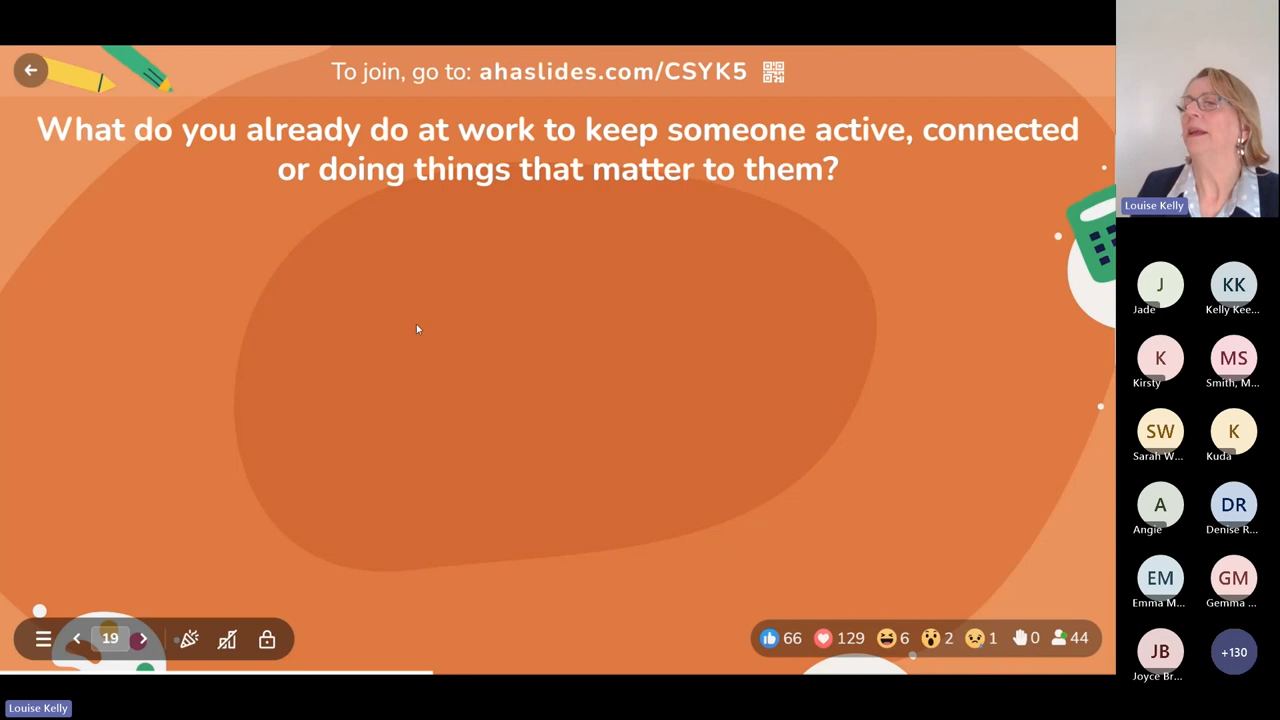 To join, go to: ahaslides.com/CSYK5
What do you already do at work to keep someone active, connected
or doing things that matter to them?
Louise Kelly
J
Jade
KK
Kelly Kee...
K
Kirsty
MS
Smith, M...
SW
Sarah W...
K
Kuda
A
Angie
DR
Denise R...
EM
Emma M...
GM
Gemma ...
JB
Joyce Br...
+130
19
66
129
6
2
1
0
44
Louise Kelly